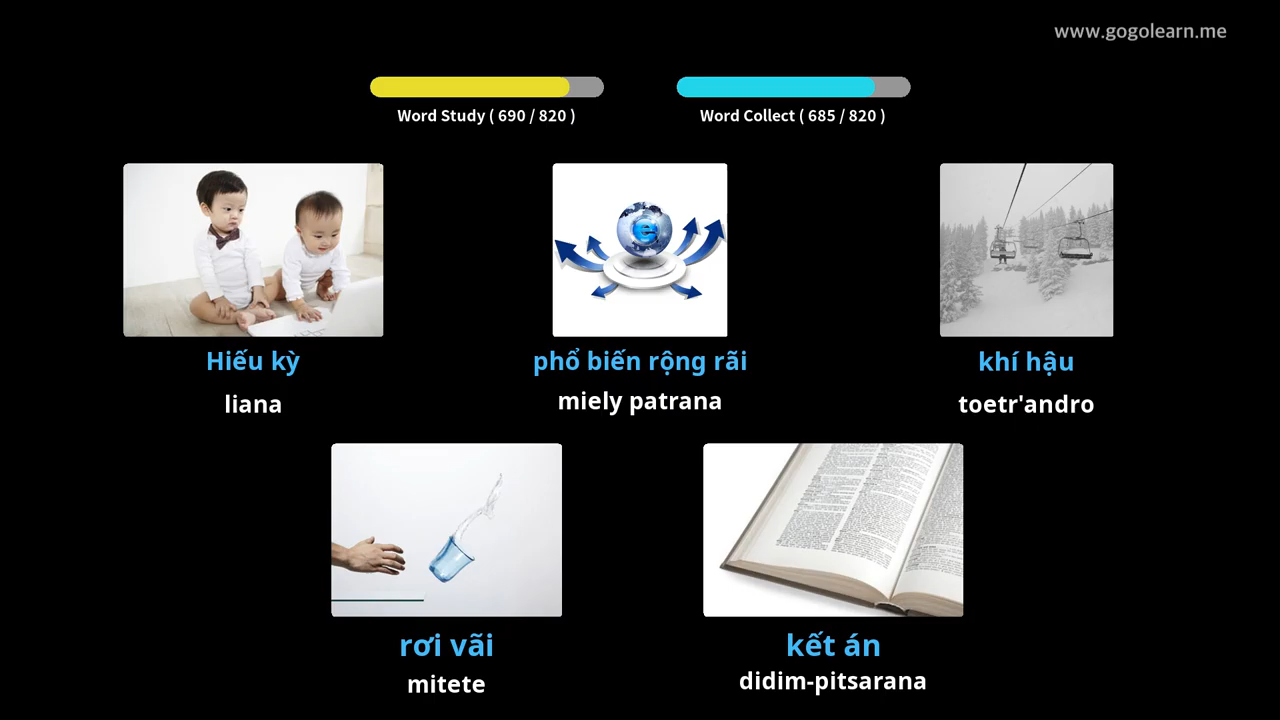 www.gogolearn.me
Word Study ( 690 / 820 )
Word Collect ( 685 / 820 )
Hiếu kỳ
liana
phổ biến rộng rãi
miely patrana
khí hậu
toetr'andro
rơi vãi
mitete
kết án
didim-pitsarana